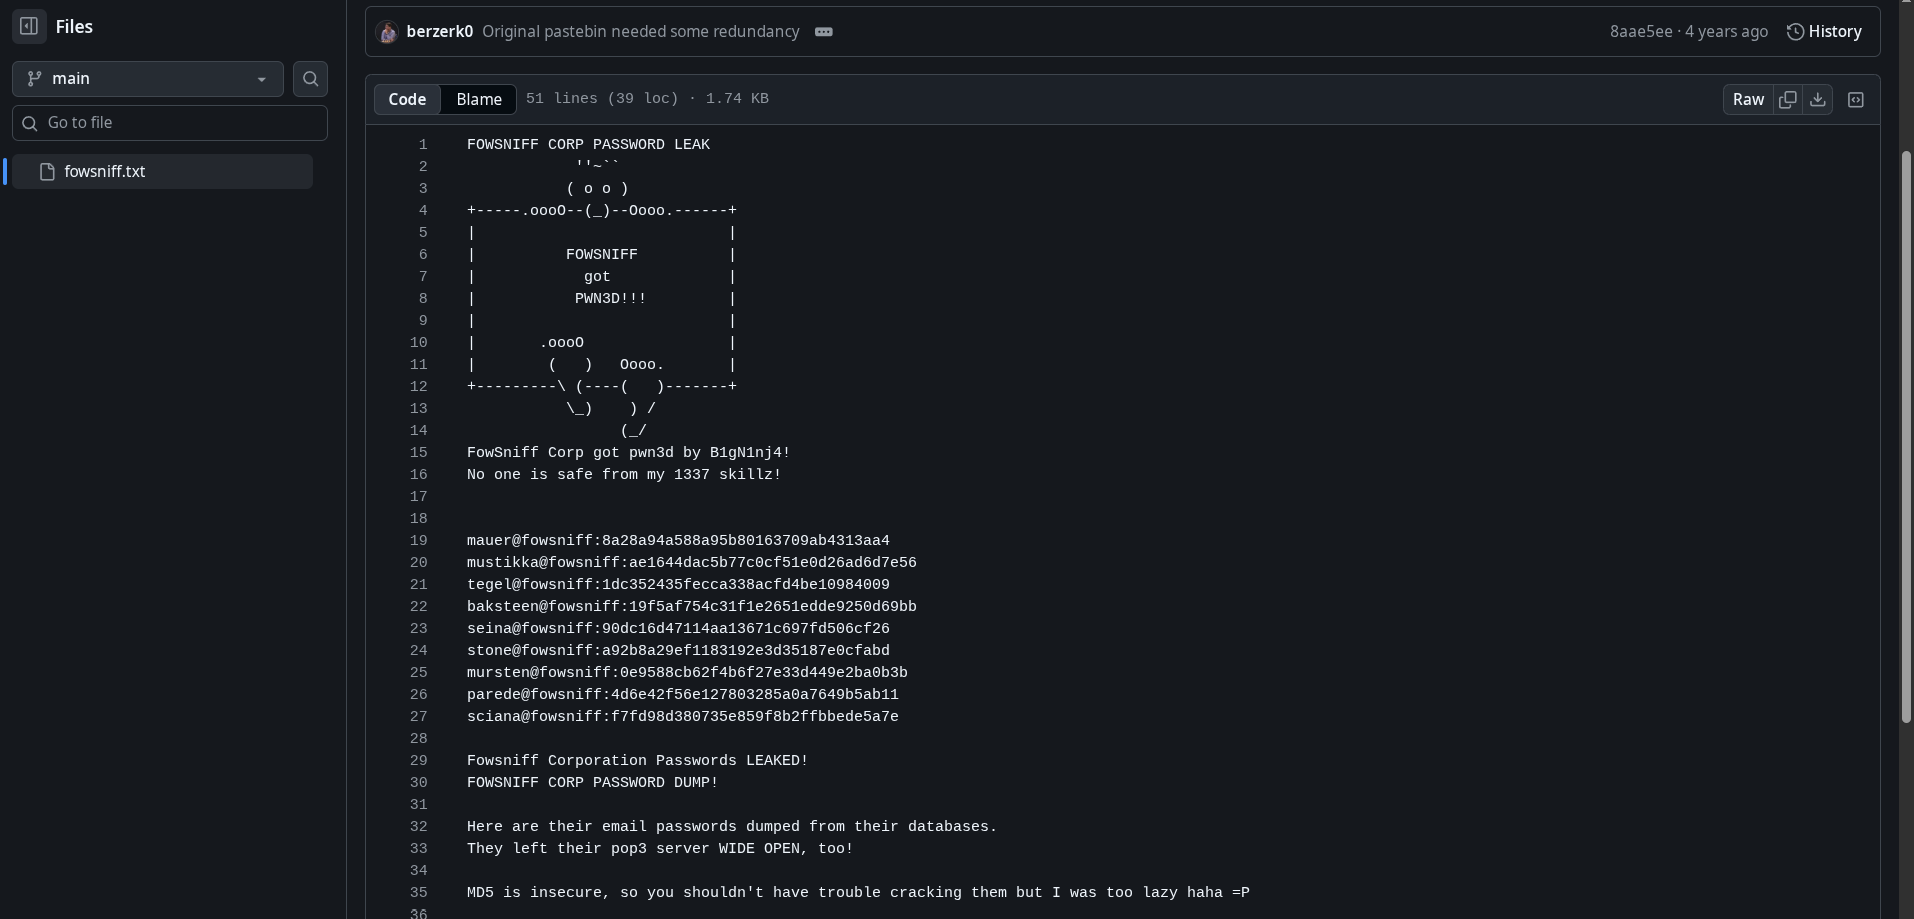 Files
berzerk0 Original pastebin needed some redundancy
8aae5ee · 4 years ago History
main
Go to file
fowsniff.txt
Code Blame 51 lines (39 loc) · 1.74 KB Raw
1 FOWSNIFF CORP PASSWORD LEAK
2             ''~``
3            ( o o )
4 +-----.oooO--(_)--Oooo.------+
5 |                            |
6 |          FOWSNIFF          |
7 |            got             |
8 |           PWN3D!!!         |
9 |                            |
10 |       .oooO                |
11 |        (   )   Oooo.       |
12 +---------\ (----(   )-------+
13            \_)    ) /
14                  (_/
15 FowSniff Corp got pwn3d by B1gN1nj4!
16 No one is safe from my 1337 skillz!
17
18
19 mauer@fowsniff:8a28a94a588a95b80163709ab4313aa4
20 mustikka@fowsniff:ae1644dac5b77c0cf51e0d26ad6d7e56
21 tegel@fowsniff:1dc352435fecca338acfd4be10984009
22 baksteen@fowsniff:19f5af754c31f1e2651edde9250d69bb
23 seina@fowsniff:90dc16d47114aa13671c697fd506cf26
24 stone@fowsniff:a92b8a29ef1183192e3d35187e0cfabd
25 mursten@fowsniff:0e9588cb62f4b6f27e33d449e2ba0b3b
26 parede@fowsniff:4d6e42f56e127803285a0a7649b5ab11
27 sciana@fowsniff:f7fd98d380735e859f8b2ffbbede5a7e
28
29 Fowsniff Corporation Passwords LEAKED!
30 FOWSNIFF CORP PASSWORD DUMP!
31
32 Here are their email passwords dumped from their databases.
33 They left their pop3 server WIDE OPEN, too!
34
35 MD5 is insecure, so you shouldn't have trouble cracking them but I was too lazy haha =P
36